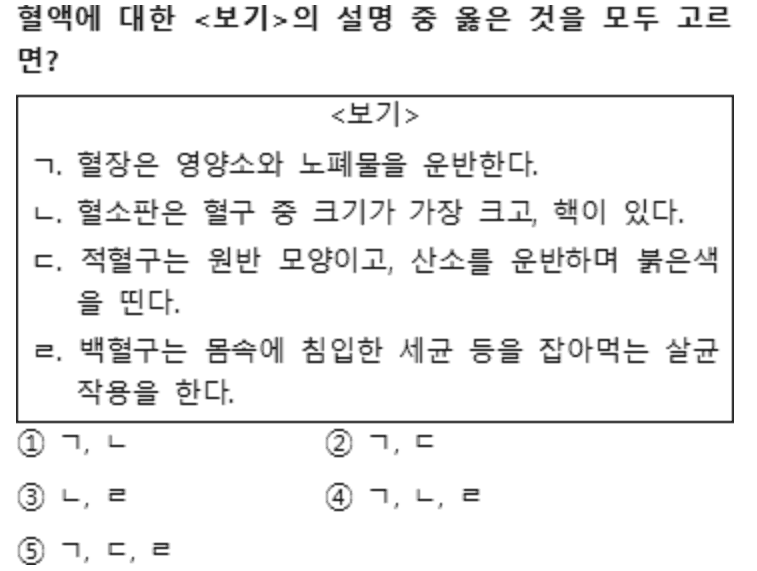 혈액에 대한 <보기>의 설명 중 옳은 것을 모두 고르
면?
<보기>
ㄱ. 혈장은 영양소와 노폐물을 운반한다.
ㄴ. 혈소판은 혈구 중 크기가 가장 크고, 핵이 있다.
ㄷ. 적혈구는 원반 모양이고, 산소를 운반하며 붉은색
을 띤다.
ㄹ. 백혈구는 몸속에 침입한 세균 등을 잡아먹는 살균
작용을 한다.
① ㄱ, ㄴ ② ㄱ, ㄷ
③ ㄴ, ㄹ ④ ㄱ, ㄴ, ㄹ
⑤ ㄱ, ㄷ, ㄹ